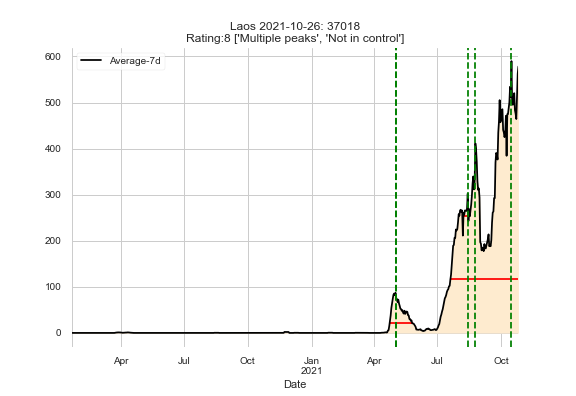 Laos 2021-10-26: 37018
Rating:8 ['Multiple peaks', 'Not in control']
Average-7d
600
500
400
300
200
100
0
Apr Jul Oct Jan Apr Jul Oct
2021
Date